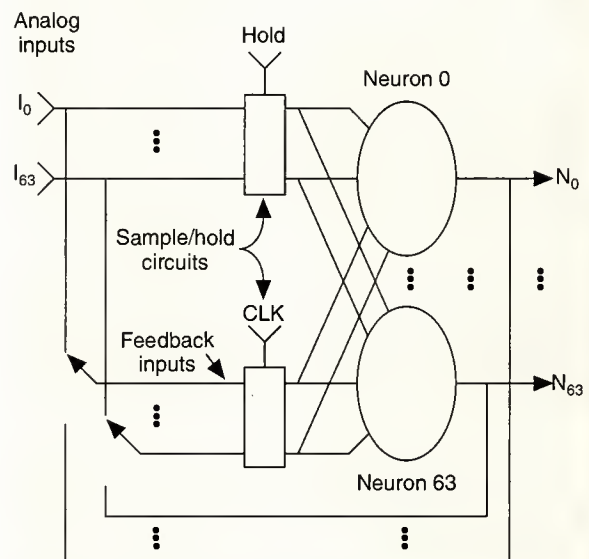 Analog
inputs
Hold
Neuron 0
I0
I63
N0
Sample/hold
circuits
CLK
Feedback
inputs
N63
Neuron 63